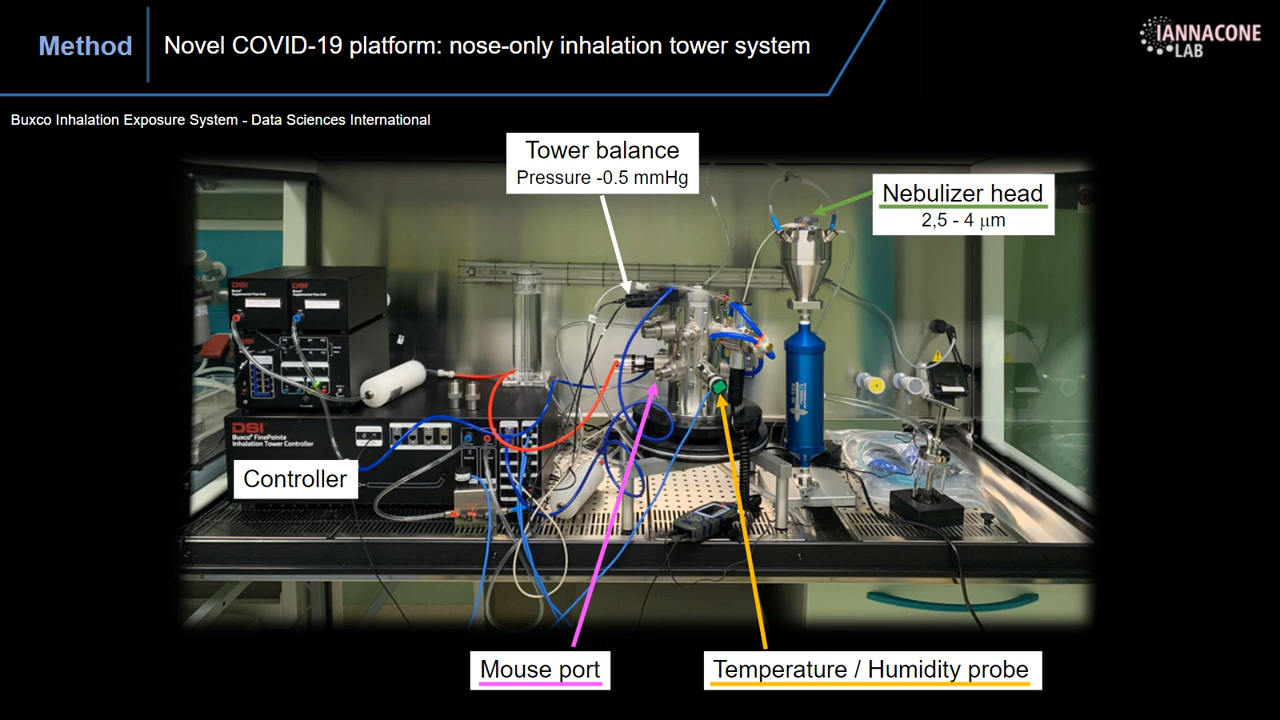 Method
Novel COVID-19 platform: nose-only inhalation tower system
IANNACONE
LAB
Buxco Inhalation Exposure System - Data Sciences International
Tower balance
Pressure -0.5 mmHg
Nebulizer head
2,5 - 4 μm
DSI
DSI
DSI
Buxco® FinePointe
Inhalation Tower Controller
Controller
Mouse port
Temperature / Humidity probe